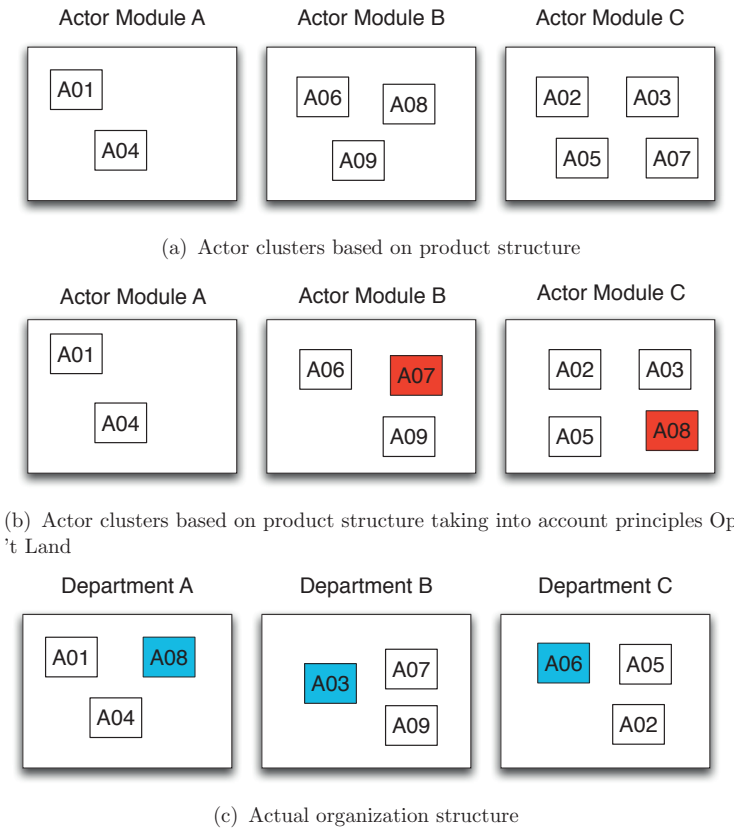 Actor Module A Actor Module B Actor Module C
A01 A06 A08 A02 A03
A04 A09 A05 A07
(a) Actor clusters based on product structure
Actor Module A Actor Module B Actor Module C
A01 A06 A07 A02 A03
A04 A09 A05 A08
(b) Actor clusters based on product structure taking into account principles Op
't Land
Department A Department B Department C
A01 A08 A03 A07 A06 A05
A04 A09 A02
(c) Actual organization structure